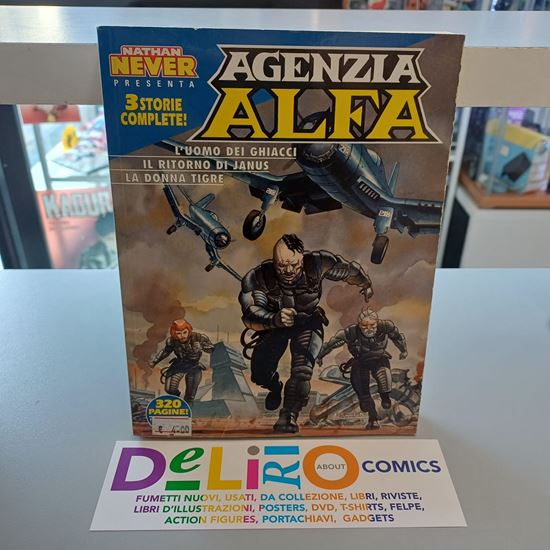 NATHAN
NEVER
PRESENTA
3 STORIE
COMPLETE!
AGENZIA
ALFA
L'UOMO DEI GHIACCI
IL RITORNO DI JANUS
LA DONNA TIGRE
320
PAGINE!
€ 4.00
DeLiRiO ABOUT COMICS
FUMETTI NUOVI, USATI, DA COLLEZIONE, LIBRI, RIVISTE,
LIBRI D'ILLUSTRAZIONI, POSTERS, DVD, T-SHIRTS, FELPE,
ACTION FIGURES, PORTACHIAVI, GADGETS